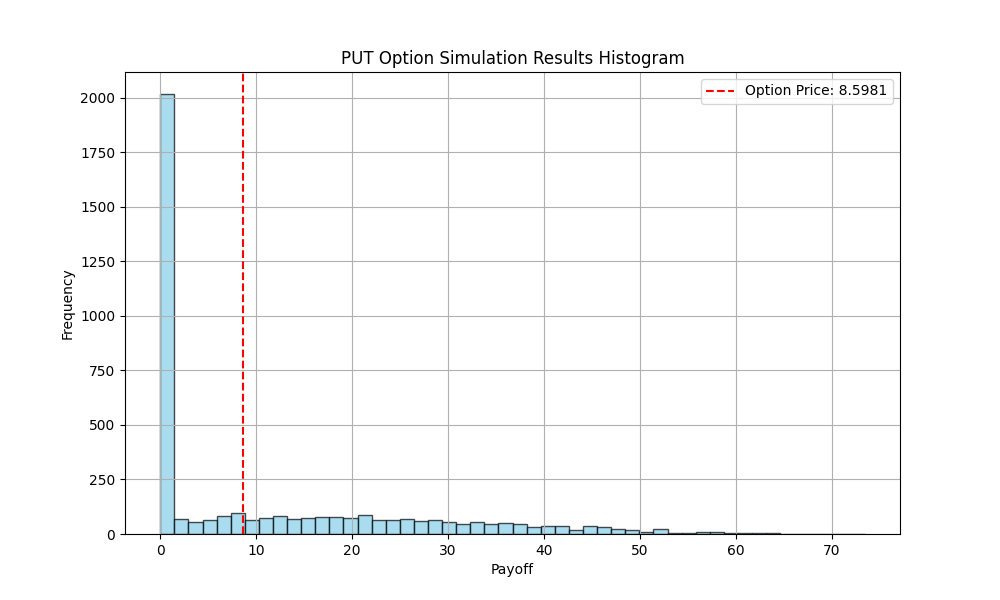 PUT Option Simulation Results Histogram
Option Price: 8.5981
2000
1750
1500
1250
1000
750
500
250
0
Frequency
0 10 20 30 40 50 60 70
Payoff